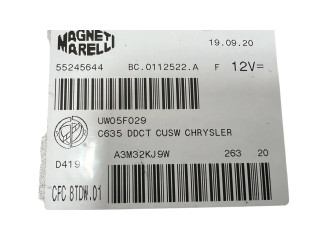 MAGNETI
MARELLI
19.09.20
55245644 BC.0112522.A F 12V=
UW05F029
C635 DDCT CUSW CHRYSLER
D419 A3M32KJ9W 263 20
CFC 8TDW.01